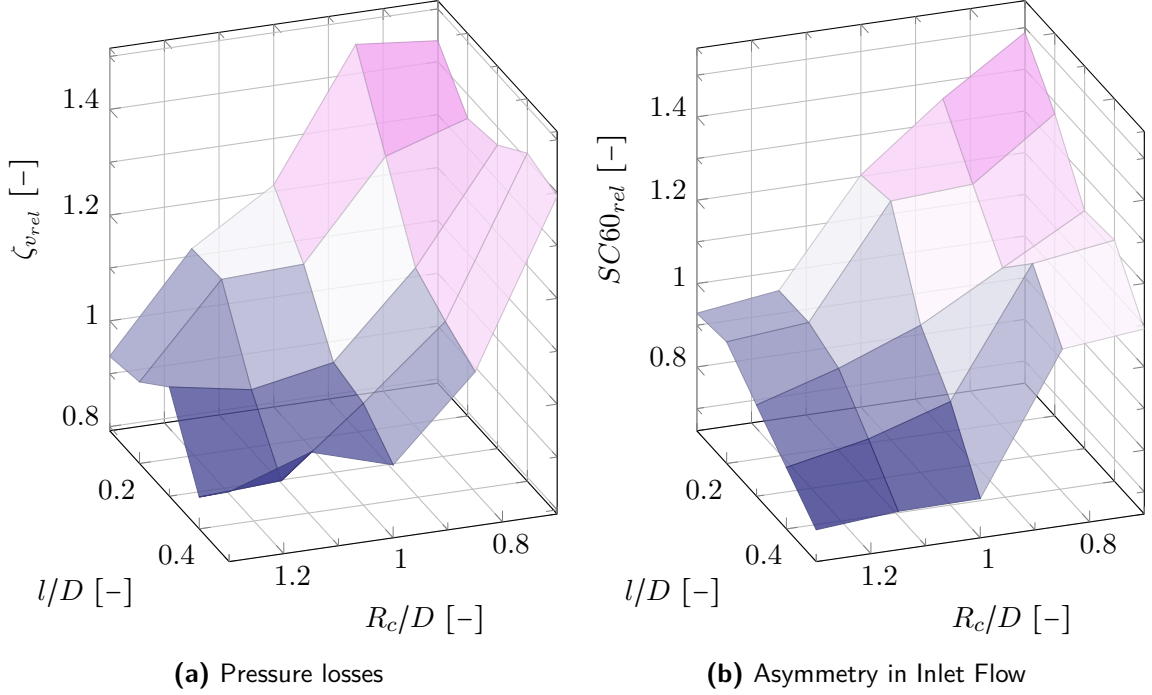 1.4
1.2
1
0.8
ζ_{v_{rel}} [–]
0.2
0.4
l/D [–]
1.2
1
0.8
R_c/D [–]
(a) Pressure losses
1.4
1.2
1
0.8
SC60_{rel} [–]
0.2
0.4
l/D [–]
1.2
1
0.8
R_c/D [–]
(b) Asymmetry in Inlet Flow